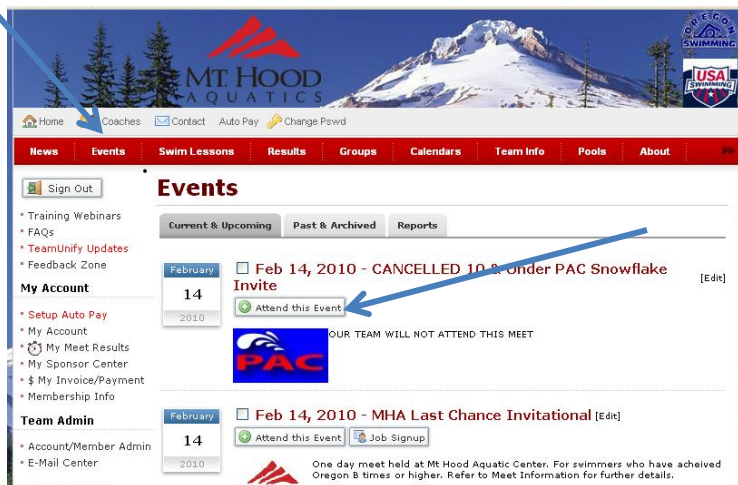 OREGON
SWIMMING
MT. HOOD
AQUATICS
USA
SWIMMING
Home Coaches Contact Auto Pay Change Pswd
News Events Swim Lessons Results Groups Calendars Team Info Pools About
Sign Out
Events
* Training Webinars
* FAQs
* TeamUnify Updates
* Feedback Zone
Current & Upcoming Past & Archived Reports
My Account
* Setup Auto Pay
* My Account
* My Meet Results
* My Sponsor Center
* $ My Invoice/Payment
* Membership Info
Team Admin
* Account/Member Admin
* E-Mail Center
February
14
2010
Feb 14, 2010 - CANCELLED 10 & Under PAC Snowflake
Invite
[Edit]
Attend this Event
OUR TEAM WILL NOT ATTEND THIS MEET
PAC
February
14
2010
Feb 14, 2010 - MHA Last Chance Invitational [Edit]
Attend this Event Job Signup
One day meet held at Mt Hood Aquatic Center. For swimmers who have acheived
Oregon B times or higher. Refer to Meet Information for further details.